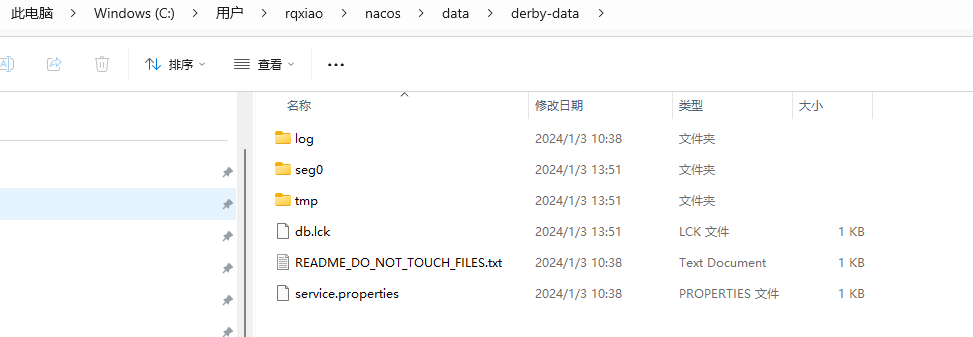 此电脑 > Windows (C:) > 用户 > rqxiao > nacos > data > derby-data >
排序 查看 ...
名称 修改日期 类型 大小
log 2024/1/3 10:38 文件夹
seg0 2024/1/3 13:51 文件夹
tmp 2024/1/3 13:51 文件夹
db.lck 2024/1/3 13:51 LCK 文件 1 KB
README_DO_NOT_TOUCH_FILES.txt 2024/1/3 10:38 Text Document 1 KB
service.properties 2024/1/3 10:38 PROPERTIES 文件 1 KB